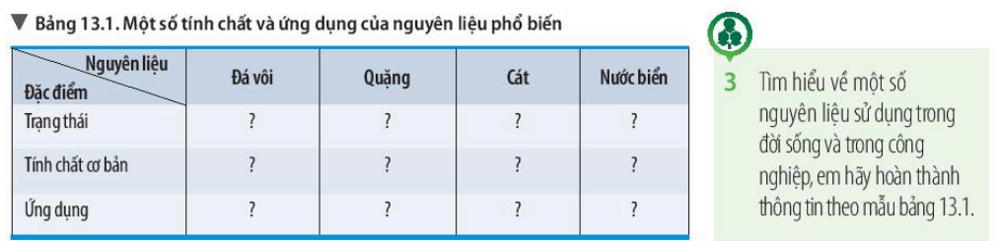 ▼ Bảng 13.1. Một số tính chất và ứng dụng của nguyên liệu phổ biến
Nguyên liệu
Đặc điểm
Đá vôi Quặng Cát Nước biển
Trạng thái ? ? ? ?
Tính chất cơ bản ? ? ? ?
Ứng dụng ? ? ? ?
3 Tìm hiểu về một số
nguyên liệu sử dụng trong
đời sống và trong công
nghiệp, em hãy hoàn thành
thông tin theo mẫu bảng 13.1.